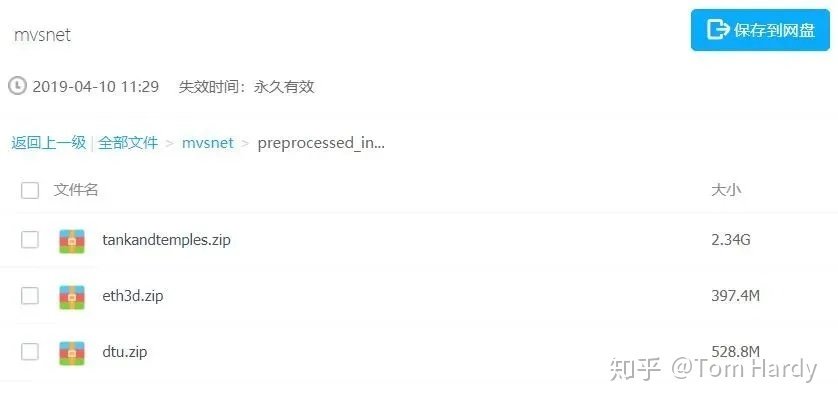 mvsnet
保存到网盘
2019-04-10 11:29 失效时间：永久有效
返回上一级 | 全部文件 > mvsnet > preprocessed_in...
文件名 大小
tankandtemples.zip 2.34G
eth3d.zip 397.4M
dtu.zip 528.8M
知乎 @Tom Hardy